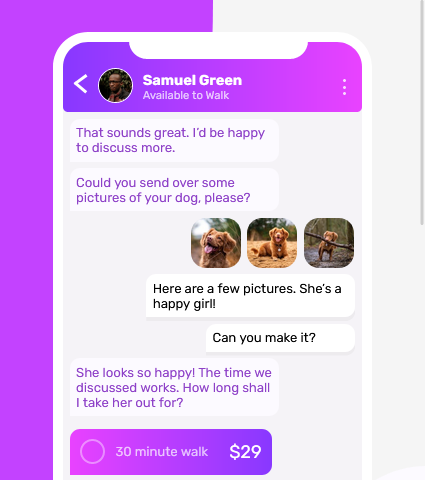 Samuel Green
Available to Walk
That sounds great. I'd be happy
to discuss more.
Could you send over some
pictures of your dog, please?
Here are a few pictures. She's a
happy girl!
Can you make it?
She looks so happy! The time we
discussed works. How long shall
I take her out for?
30 minute walk $29